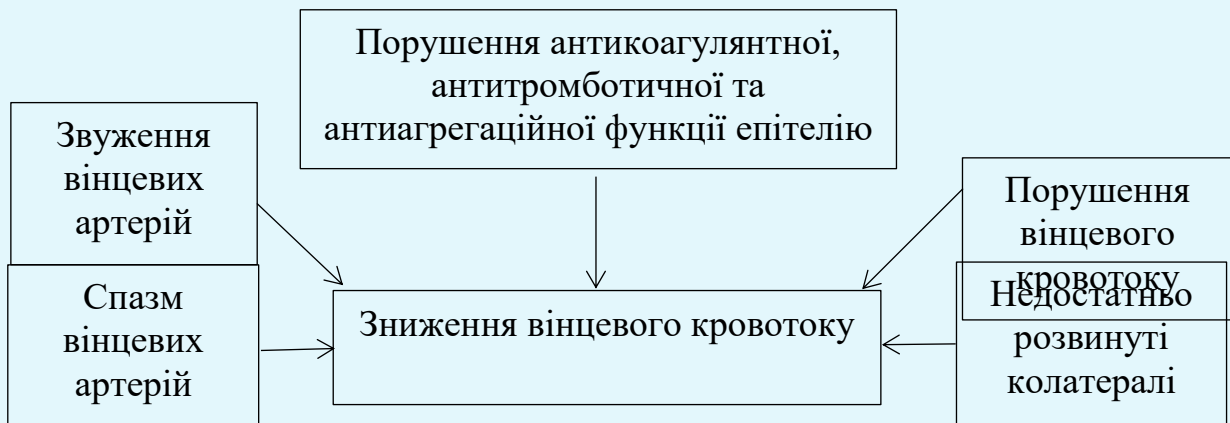 Порушення антикоагулянтної,
антитромботичної та
антиагрегаційної функції епітелію
Звуження
вінцевих
артерій
Порушення
вінцевого
кровотоку
Спазм
вінцевих
артерій
Зниження вінцевого кровотоку
Недостатньо
розвинуті
колатералі